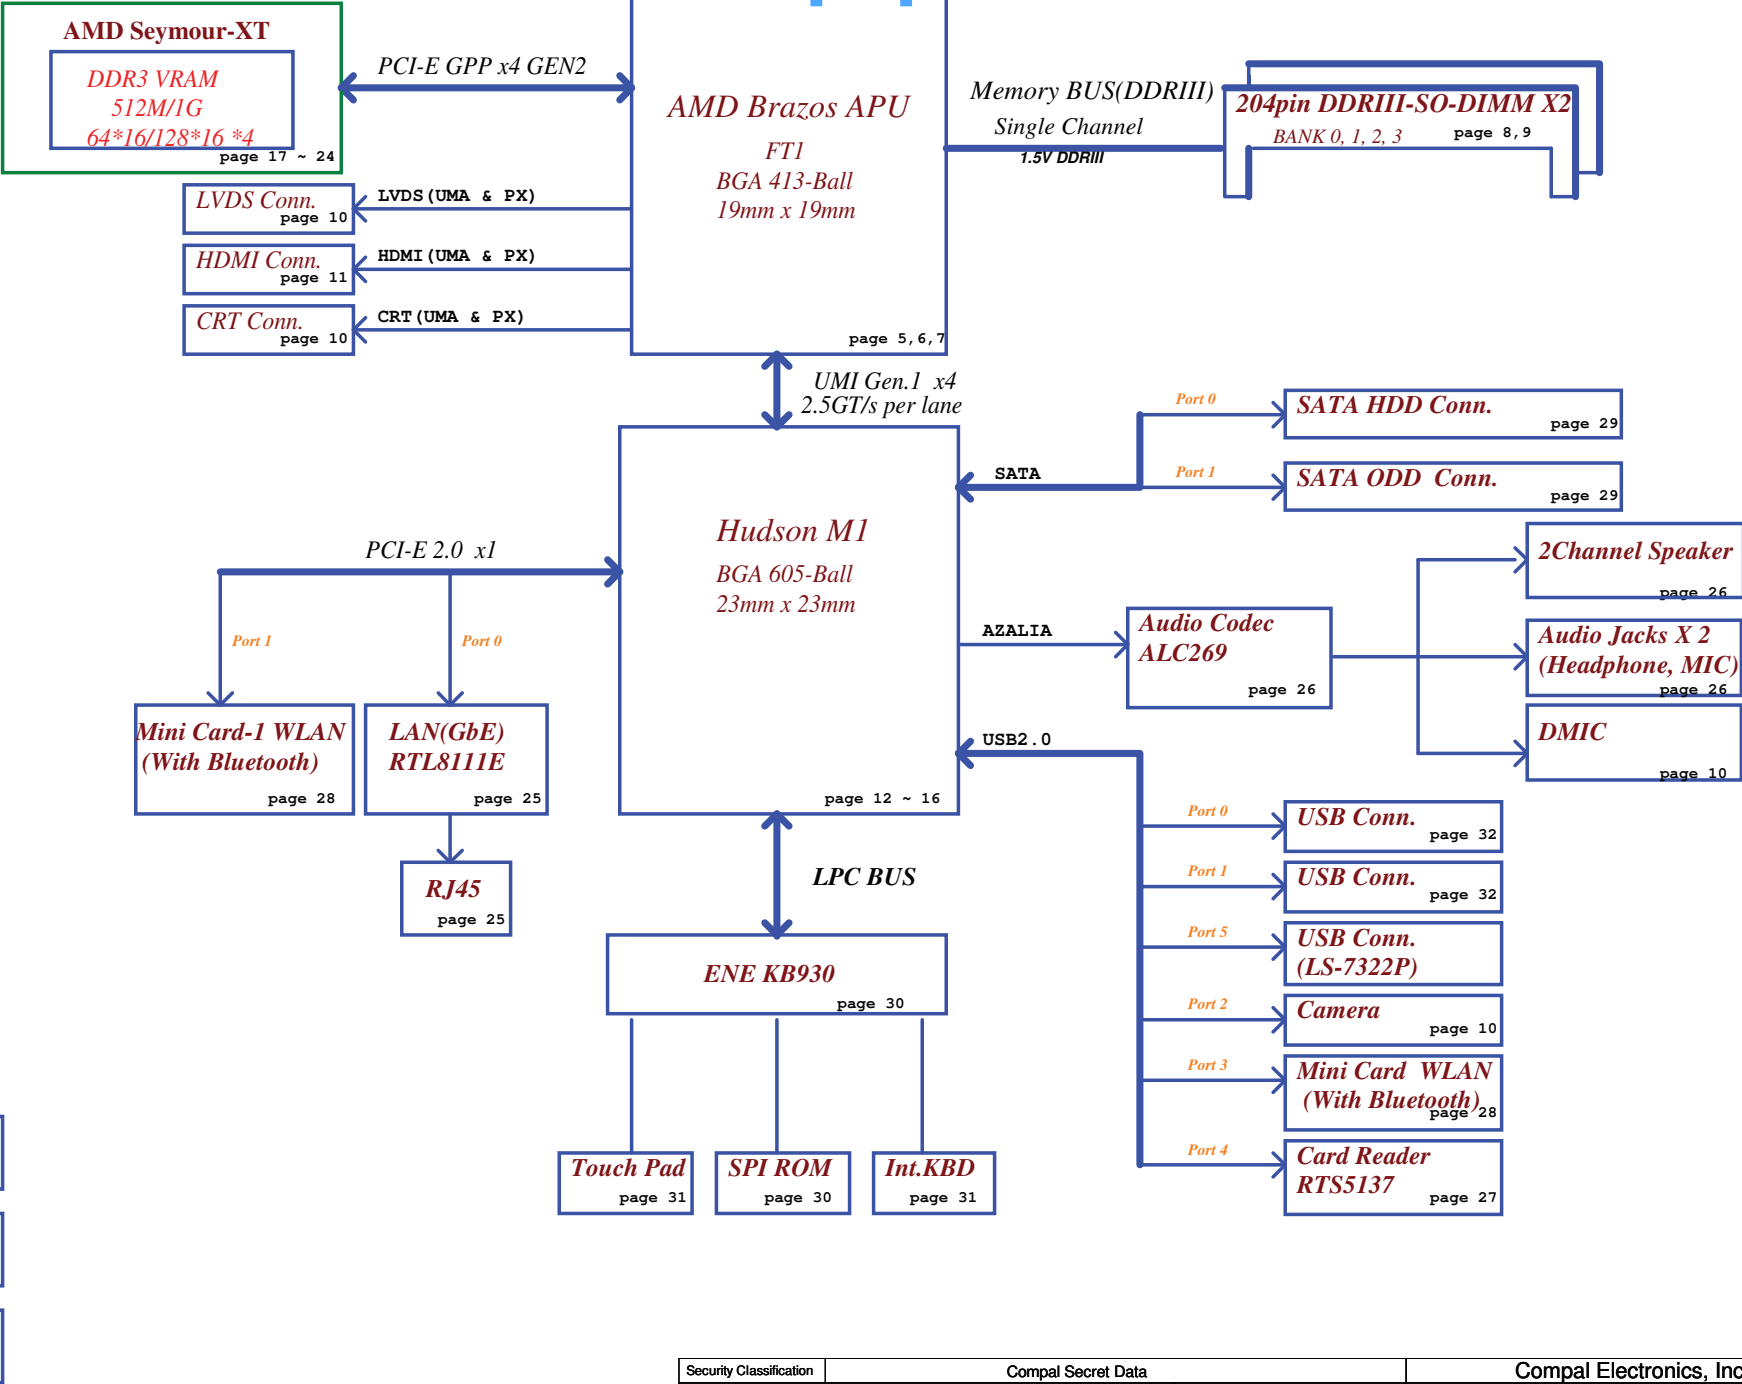 AMD Seymour-XT
DDR3 VRAM
512M/1G
64*16/128*16 *4
page 17 ~ 24
PCI-E GPP x4 GEN2
AMD Brazos APU
FT1
BGA 413-Ball
19mm x 19mm
page 5,6,7
Memory BUS(DDRIII)
Single Channel
1.5V DDRIII
204pin DDRIII-SO-DIMM X2
BANK 0, 1, 2, 3
page 8,9
LVDS Conn.
page 10
LVDS(UMA & PX)
HDMI Conn.
page 11
HDMI(UMA & PX)
CRT Conn.
page 10
CRT(UMA & PX)
UMI Gen.1 x4
2.5GT/s per lane
Hudson M1
BGA 605-Ball
23mm x 23mm
page 12 ~ 16
SATA
Port 0
SATA HDD Conn.
page 29
Port 1
SATA ODD Conn.
page 29
PCI-E 2.0 x1
Port 1
Port 0
Mini Card-1 WLAN
(With Bluetooth)
page 28
LAN(GbE)
RTL8111E
page 25
RJ45
page 25
AZALIA
Audio Codec
ALC269
page 26
2Channel Speaker
page 26
Audio Jacks X 2
(Headphone, MIC)
page 26
DMIC
page 10
USB2.0
Port 0
USB Conn.
page 32
Port 1
USB Conn.
page 32
Port 5
USB Conn.
(LS-7322P)
Port 2
Camera
page 10
Port 3
Mini Card WLAN
(With Bluetooth)
page 28
Port 4
Card Reader
RTS5137
page 27
LPC BUS
ENE KB930
page 30
Touch Pad
page 31
SPI ROM
page 30
Int.KBD
page 31
Security Classification
Compal Secret Data
Compal Electronics, Inc